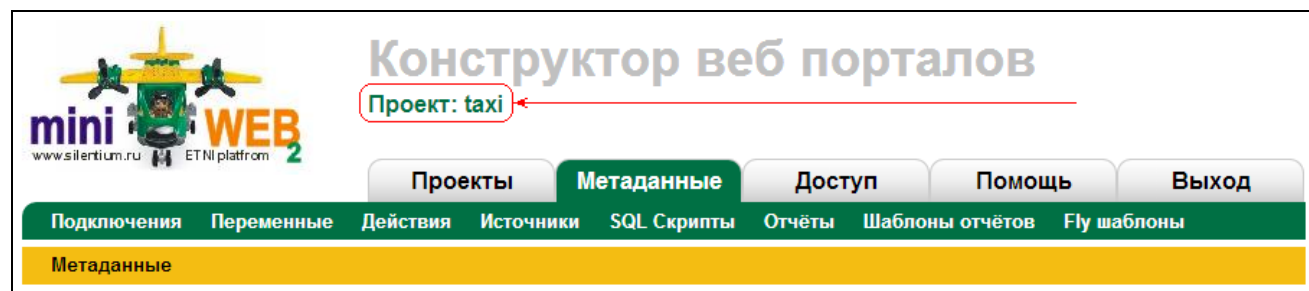 Конструктор веб порталов
Проект: taxi
mini WEB 2
www.silentium.ru ETNI platfrom
Проекты Метаданные Доступ Помощь Выход
Подключения Переменные Действия Источники SQL Скрипты Отчёты Шаблоны отчётов Fly шаблоны
Метаданные